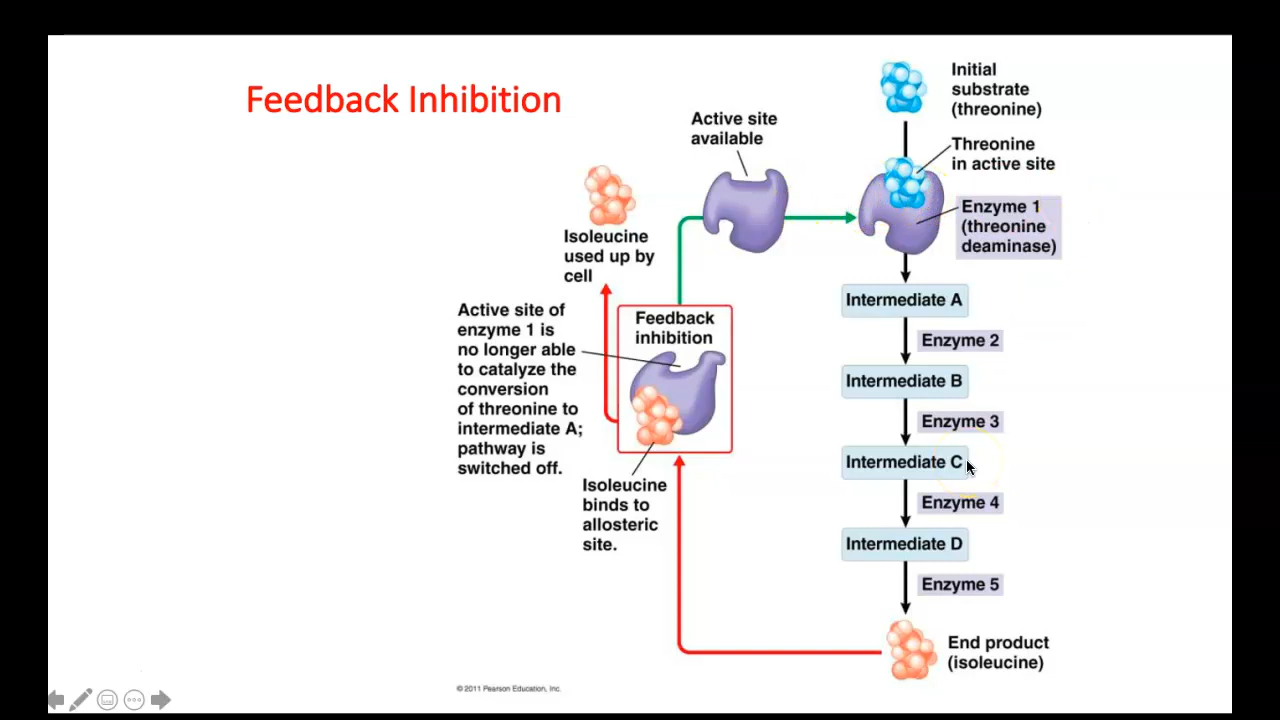 Feedback Inhibition
Initial
substrate
(threonine)
Active site
available
Threonine
in active site
Enzyme 1
(threonine
deaminase)
Isoleucine
used up by
cell
Feedback
inhibition
Active site of
enzyme 1 is
no longer able
to catalyze the
conversion
of threonine to
intermediate A;
pathway is
switched off.
Isoleucine
binds to
allosteric
site.
Intermediate A
Enzyme 2
Intermediate B
Enzyme 3
Intermediate C
Enzyme 4
Intermediate D
Enzyme 5
End product
(isoleucine)
© 2011 Pearson Education, Inc.